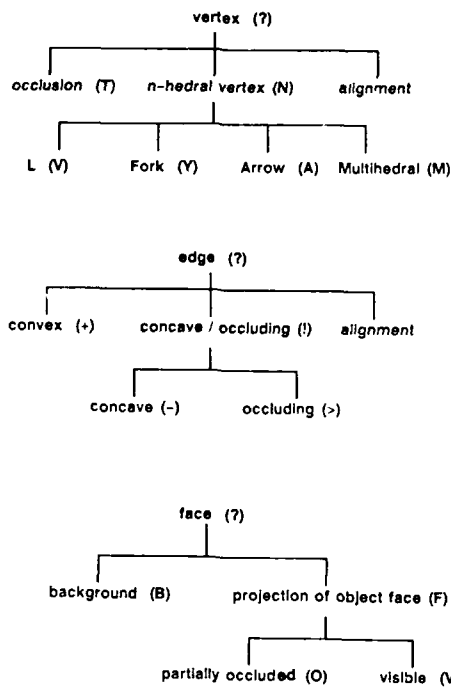 vertex (?)
occlusion (T) n-hedral vertex (N) alignment
L (V) Fork (Y) Arrow (A) Multihedral (M)
edge (?)
convex (+) concave / occluding (!) alignment
concave (-) occluding (>)
face (?)
background (B) projection of object face (F)
partially occluded (O) visible (V